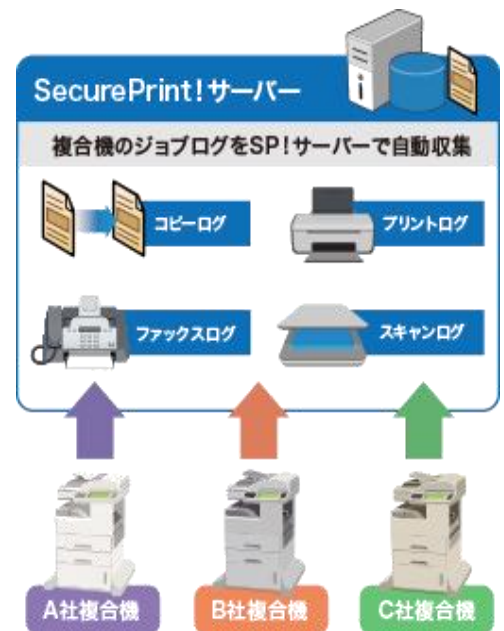 SecurePrint!サーバー
複合機のジョブログをSP!サーバーで自動収集
コピーログ
プリントログ
ファックスログ
スキャンログ
A社複合機
B社複合機
C社複合機